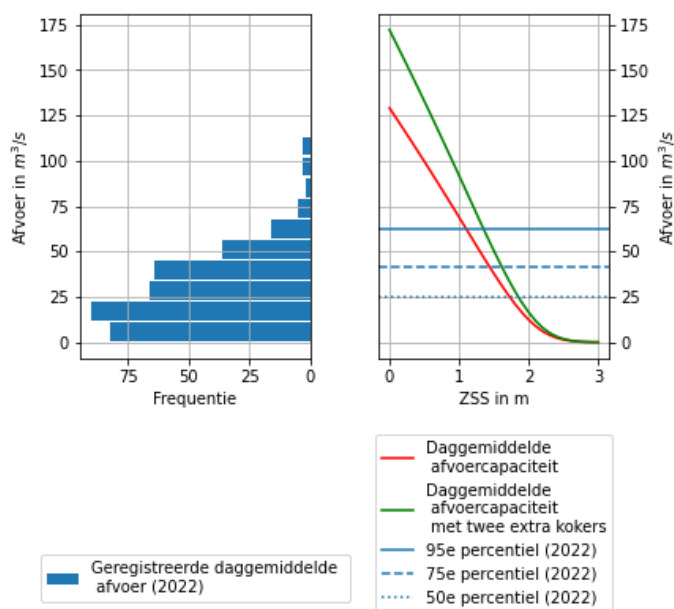 175
150
125
100
75
50
25
0
Afvoer in m³/s
75
50
25
0
Frequentie
175
150
125
100
75
50
25
0
Afvoer in m³/s
0
1
2
3
ZSS in m
Geregistreerde daggemiddelde
afvoer (2022)
Daggemiddelde
afvoercapaciteit
Daggemiddelde
afvoercapaciteit
met twee extra kokers
95e percentiel (2022)
75e percentiel (2022)
50e percentiel (2022)